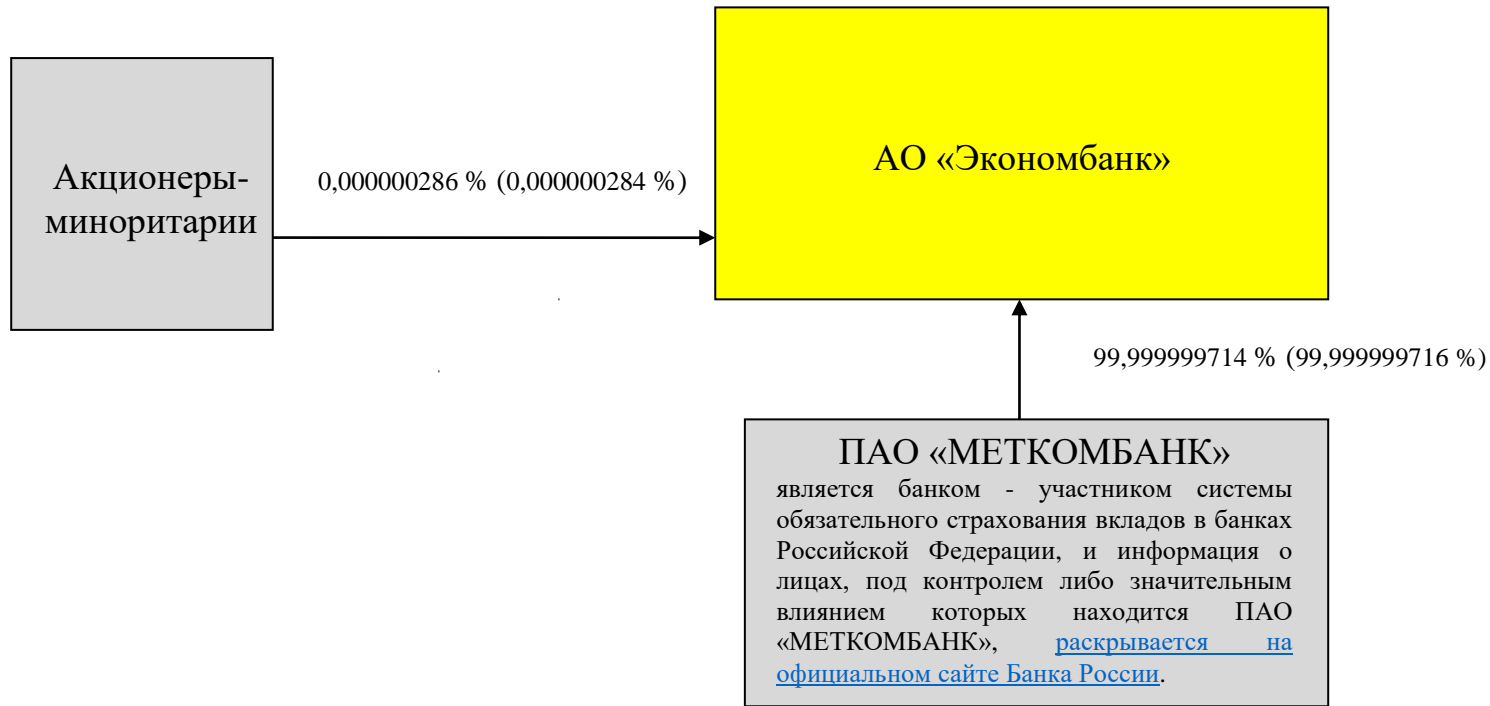 Акционеры-
миноритарии
0,000000286 % (0,000000284 %)
АО «Экономбанк»
99,999999714 % (99,999999716 %)
ПАО «МЕТКОМБАНК»
является банком - участником системы
обязательного страхования вкладов в банках
Российской Федерации, и информация о
лицах, под контролем либо значительным
влиянием которых находится ПАО
«МЕТКОМБАНК», раскрывается на
официальном сайте Банка России.